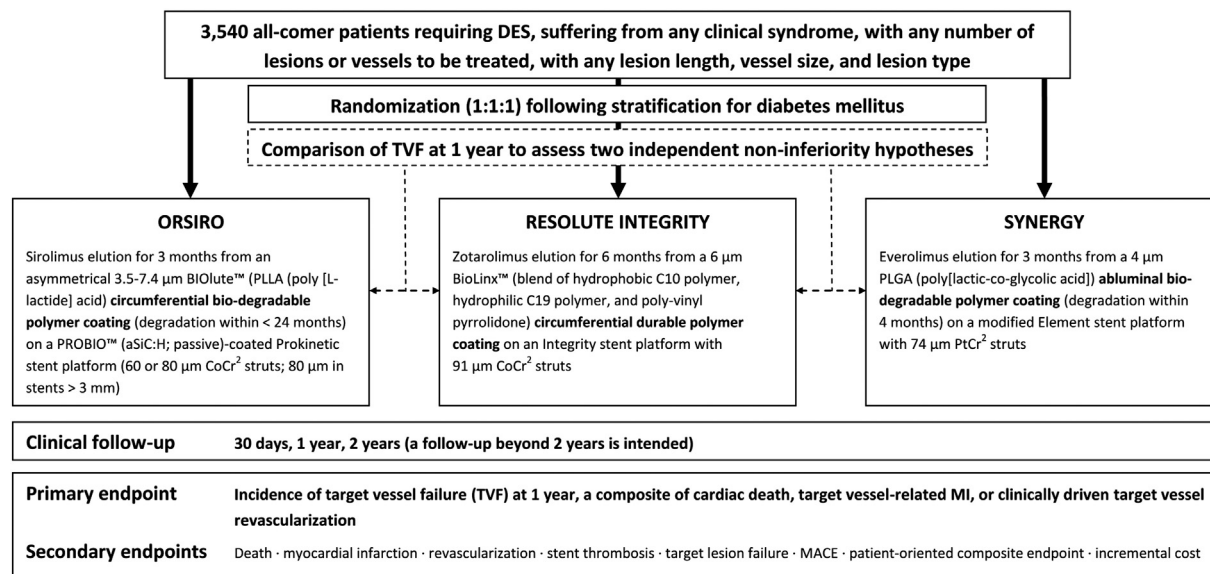 3,540 all-comer patients requiring DES, suffering from any clinical syndrome, with any number of
lesions or vessels to be treated, with any lesion length, vessel size, and lesion type
Randomization (1:1:1) following stratification for diabetes mellitus
Comparison of TVF at 1 year to assess two independent non-inferiority hypotheses
ORSIRO
Sirolimus elution for 3 months from an
asymmetrical 3.5-7.4 µm BIOlute™ (PLLA (poly [L-
lactide] acid) circumferential bio-degradable
polymer coating (degradation within < 24 months)
on a PROBIO™ (aSiC:H; passive)-coated Prokinetic
stent platform (60 or 80 µm CoCr² struts; 80 µm in
stents > 3 mm)
RESOLUTE INTEGRITY
Zotarolimus elution for 6 months from a 6 µm
BioLinx™ (blend of hydrophobic C10 polymer,
hydrophilic C19 polymer, and poly-vinyl
pyrrolidone) circumferential durable polymer
coating on an Integrity stent platform with
91 µm CoCr² struts
SYNERGY
Everolimus elution for 3 months from a 4 µm
PLGA (poly[lactic-co-glycolic acid]) abluminal bio-
degradable polymer coating (degradation within
4 months) on a modified Element stent platform
with 74 µm PtCr² struts
Clinical follow-up 30 days, 1 year, 2 years (a follow-up beyond 2 years is intended)
Primary endpoint Incidence of target vessel failure (TVF) at 1 year, a composite of cardiac death, target vessel-related MI, or clinically driven target vessel
revascularization
Secondary endpoints Death · myocardial infarction · revascularization · stent thrombosis · target lesion failure · MACE · patient-oriented composite endpoint · incremental cost